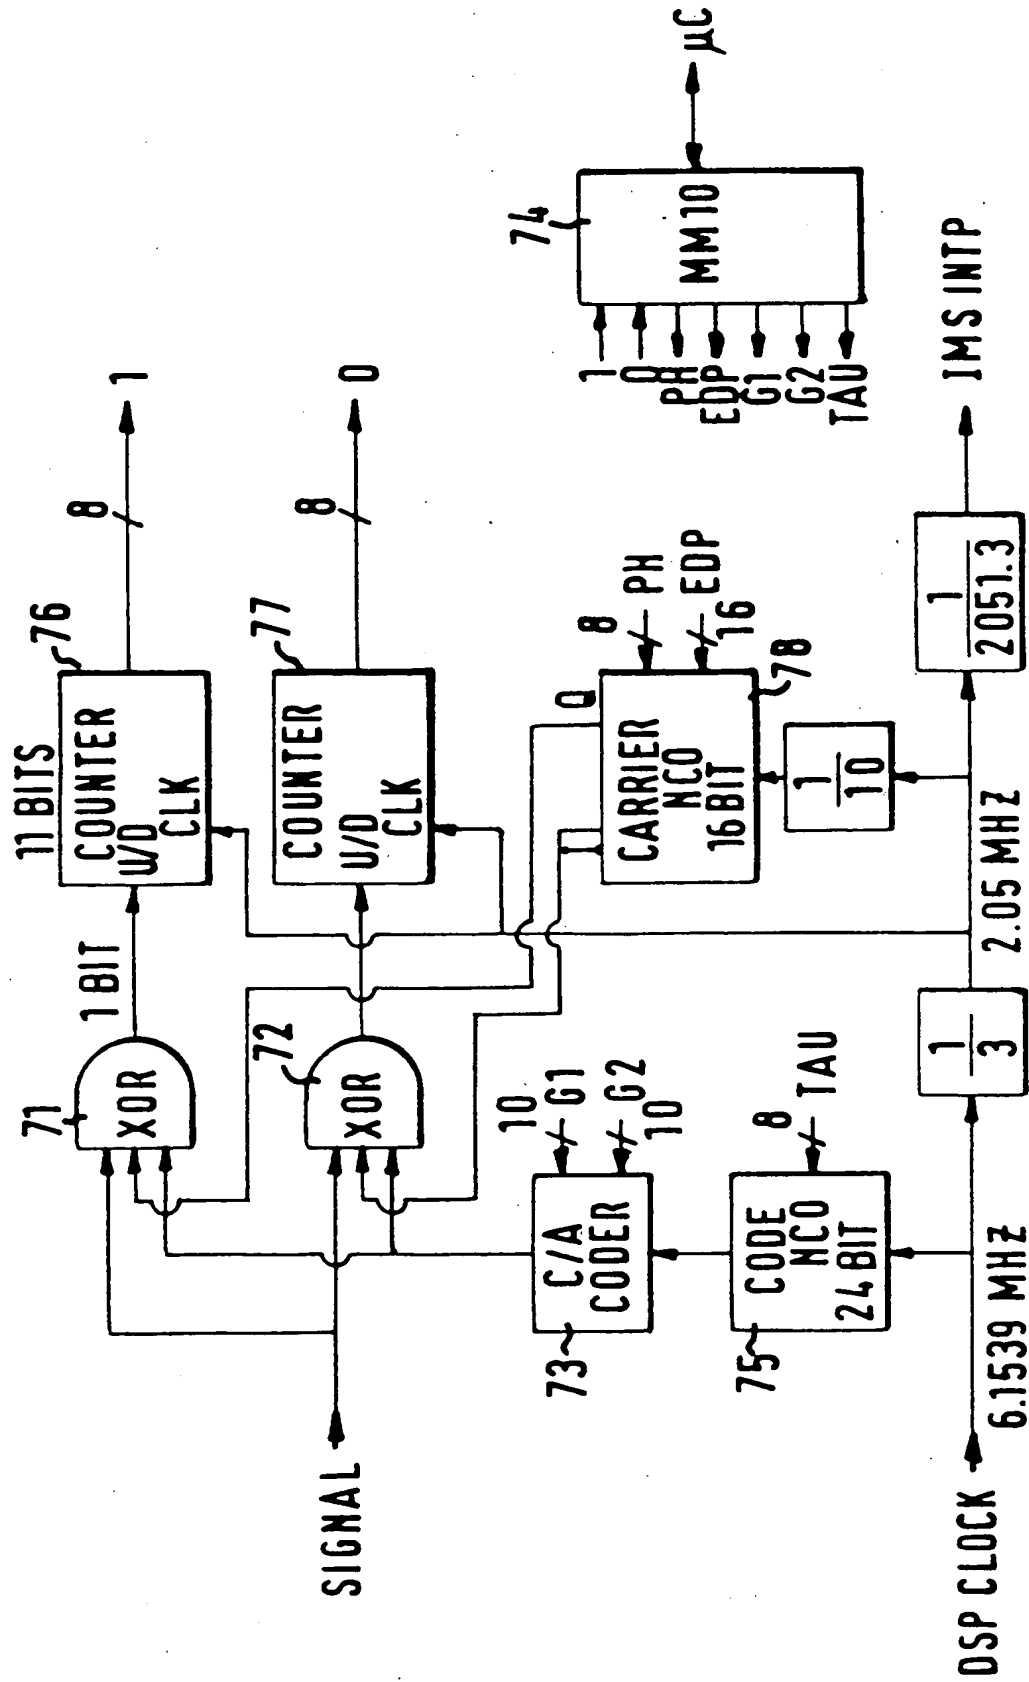 11 BITS
76
COUNTER
U/D
CLK
8
1
71
XOR
1 BIT
77
COUNTER
U/D
CLK
8
0
72
XOR
SIGNAL
10
G1
G2
10
C/A
CODER
73
Q
CARRIER
NCO
16BIT
78
8
PH
EDP
16
74
MM10
µC
1
0
PH
EDP
G1
G2
TAU
CODE
NCO
24 BIT
75
8
TAU
1
10
DSP CLOCK
6.1539 MHZ
1
3
2.05 MHZ
1
2051.3
IMS INTP